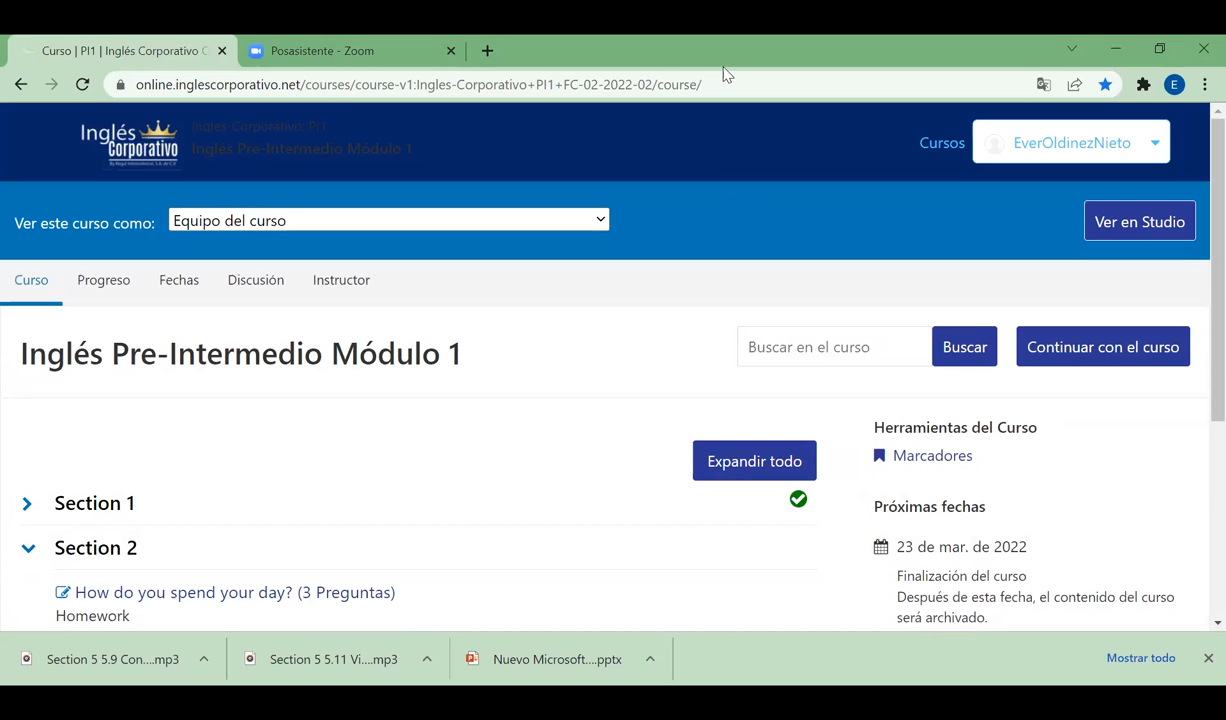 Curso | PI1 | Inglés Corporativo
Posasistente - Zoom
online.inglescorporativo.net/courses/course-v1:Ingles-Corporativo+PI1+FC-02-2022-02/course/
E
Inglés
Corporativo
Ingles-Corporativo: PI1
Inglés Pre-Intermedio Módulo 1
Cursos
EverOldinezNieto
Ver este curso como:
Equipo del curso
Ver en Studio
Curso
Progreso
Fechas
Discusión
Instructor
Inglés Pre-Intermedio Módulo 1
Buscar en el curso
Buscar
Continuar con el curso
Expandir todo
Section 1
Section 2
How do you spend your day? (3 Preguntas)
Homework
Herramientas del Curso
Marcadores
Próximas fechas
23 de mar. de 2022
Finalización del curso
Después de esta fecha, el contenido del curso
será archivado.
Section 5 5.9 Con....mp3
Section 5 5.11 Vi....mp3
Nuevo Microsoft....pptx
Mostrar todo